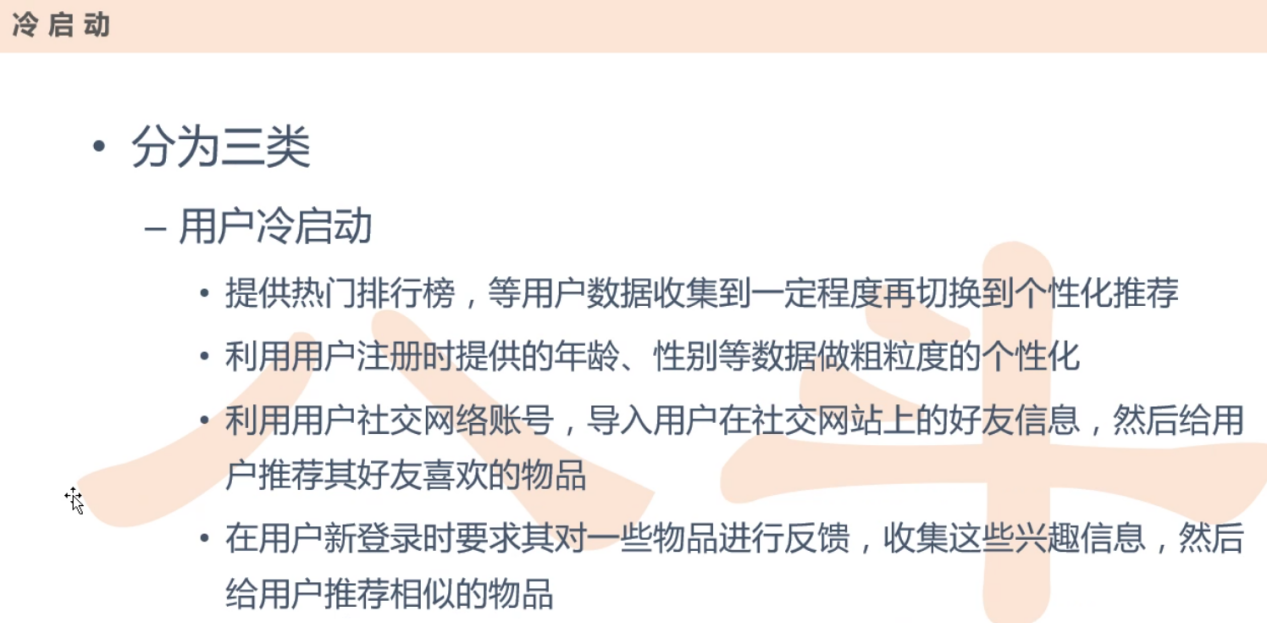 冷启动
• 分为三类
– 用户冷启动
• 提供热门排行榜，等用户数据收集到一定程度再切换到个性化推荐
• 利用用户注册时提供的年龄、性别等数据做粗粒度的个性化
• 利用用户社交网络账号，导入用户在社交网站上的好友信息，然后给用
户推荐其好友喜欢的物品
• 在用户新登录时要求其对一些物品进行反馈，收集这些兴趣信息，然后
给用户推荐相似的物品
八斗